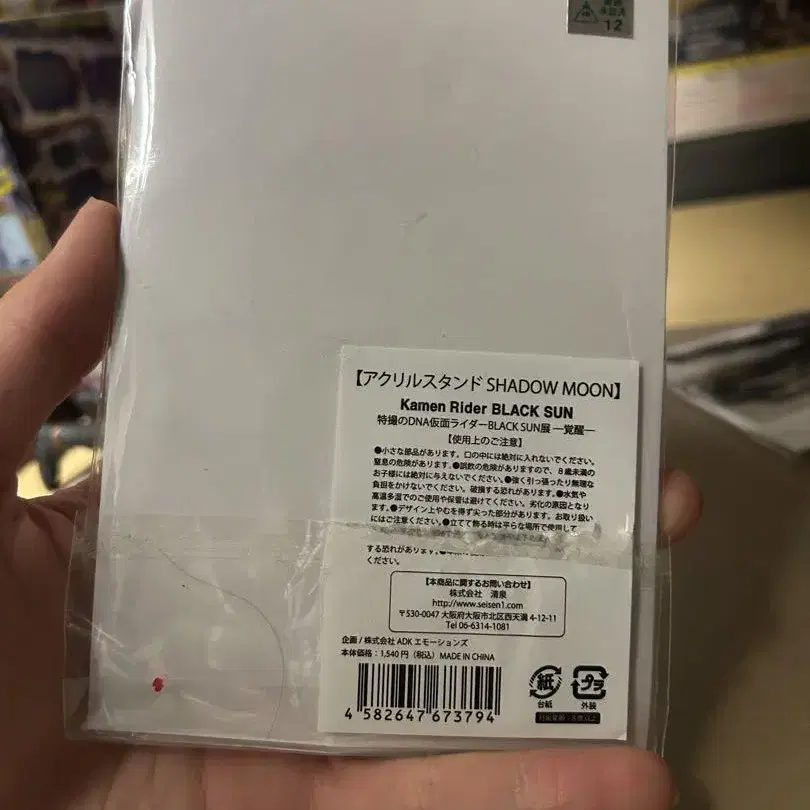 12
【アクリルスタンド SHADOW MOON】
Kamen Rider BLACK SUN
特撮のDNA仮面ライダーBLACK SUN展 ―覚醒―
【使用上のご注意】
●小さな部品があります。口の中には絶対に入れないでください。
窒息の危険があります。●誤飲の危険がありますので、8歳未満の
お子様には絶対に与えないでください。●強く引っ張ったり無理な
負担をかけないでください。破損する恐れがあります。●水気や
高温多湿でのご使用や保管は避けてください。劣化の原因となり
ます。●デザイン上やむを得ず尖った部分があります。お取り扱い
にはご注意ください。●立てて飾る時は平らな場所で使用して
する恐れがあります。
ください。
【本商品に関するお問い合わせ】
株式会社 清泉
http://www.seisen1.com
〒530-0047 大阪府大阪市北区西天満 4-12-11
Tel 06-6314-1081
企画 / 株式会社 ADK エモーションズ
本体価格：1,540円（税込）MADE IN CHINA
4 582647 673794
紙
台紙
プラ
外装